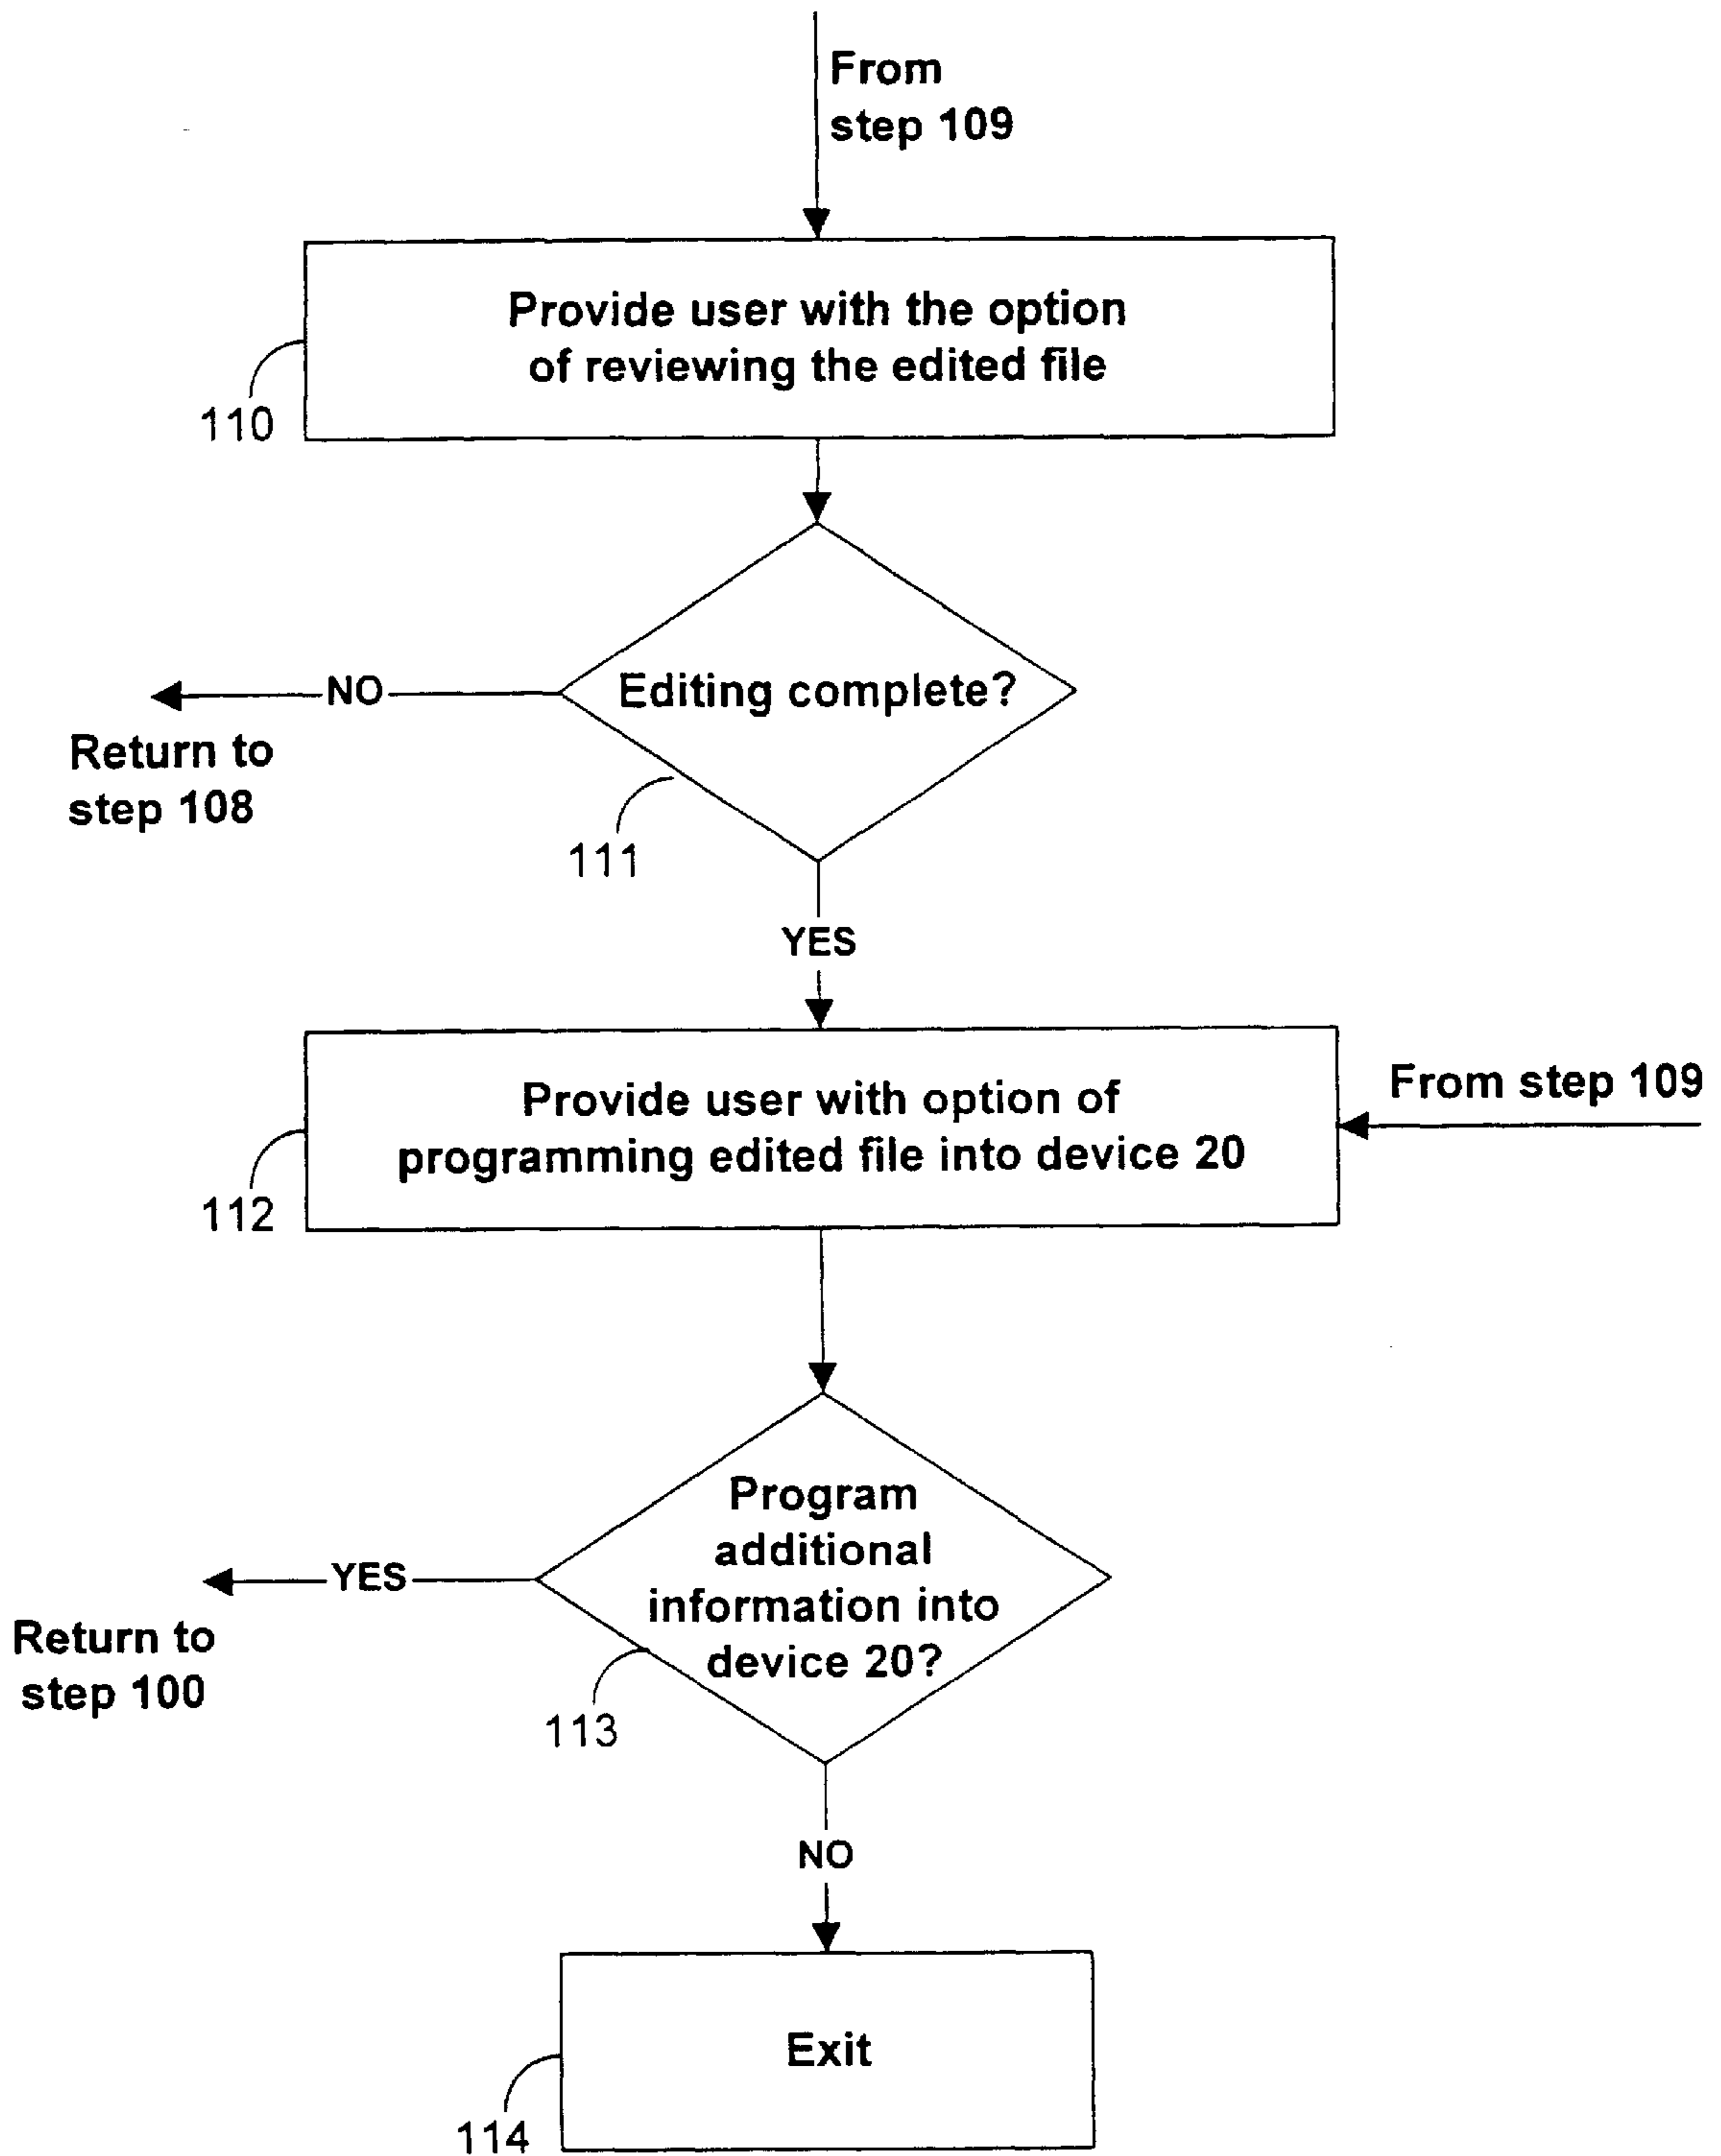 From
step 109
Provide user with the option
of reviewing the edited file
110
Editing complete?
NO
Return to
step 108
111
YES
From step 109
Provide user with option of
programming edited file into device 20
112
Program
additional
information into
device 20?
YES
Return to
step 100
113
NO
Exit
114